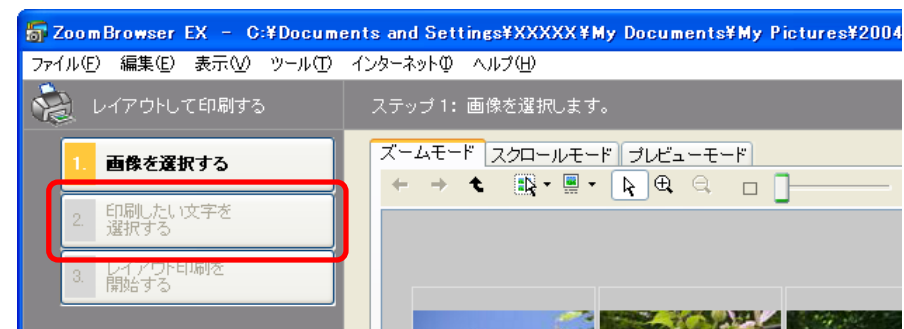 ZoomBrowser EX - C:¥Documents and Settings¥XXXXX¥My Documents¥My Pictures¥2004
ファイル(F) 編集(E) 表示(V) ツール(T) インターネット(I) ヘルプ(H)
レイアウトして印刷する
ステップ 1: 画像を選択します。
1. 画像を選択する
2. 印刷したい文字を
選択する
3. レイアウト印刷を
開始する
ズームモード スクロールモード プレビューモード